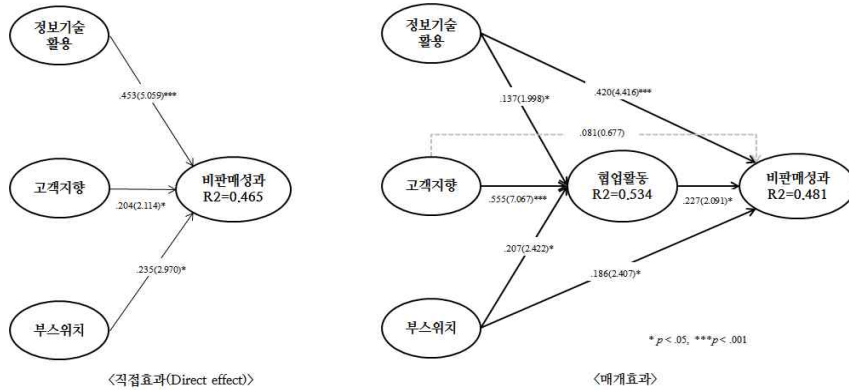 정보기술
활용
.453(5.059)***
고객지향
.204(2.114)*
비판매성과
R2=0.465
.235(2.970)*
부스위치
<직접효과(Direct effect)>
정보기술
활용
.137(1.998)*
.420(4.416)***
.081(0.677)
고객지향
.555(7.067)***
협업활동
R2=0.534
.227(2.091)*
비판매성과
R2=0.481
.207(2.422)*
.186(2.407)*
부스위치
* p < .05, ***p < .001
<매개효과>